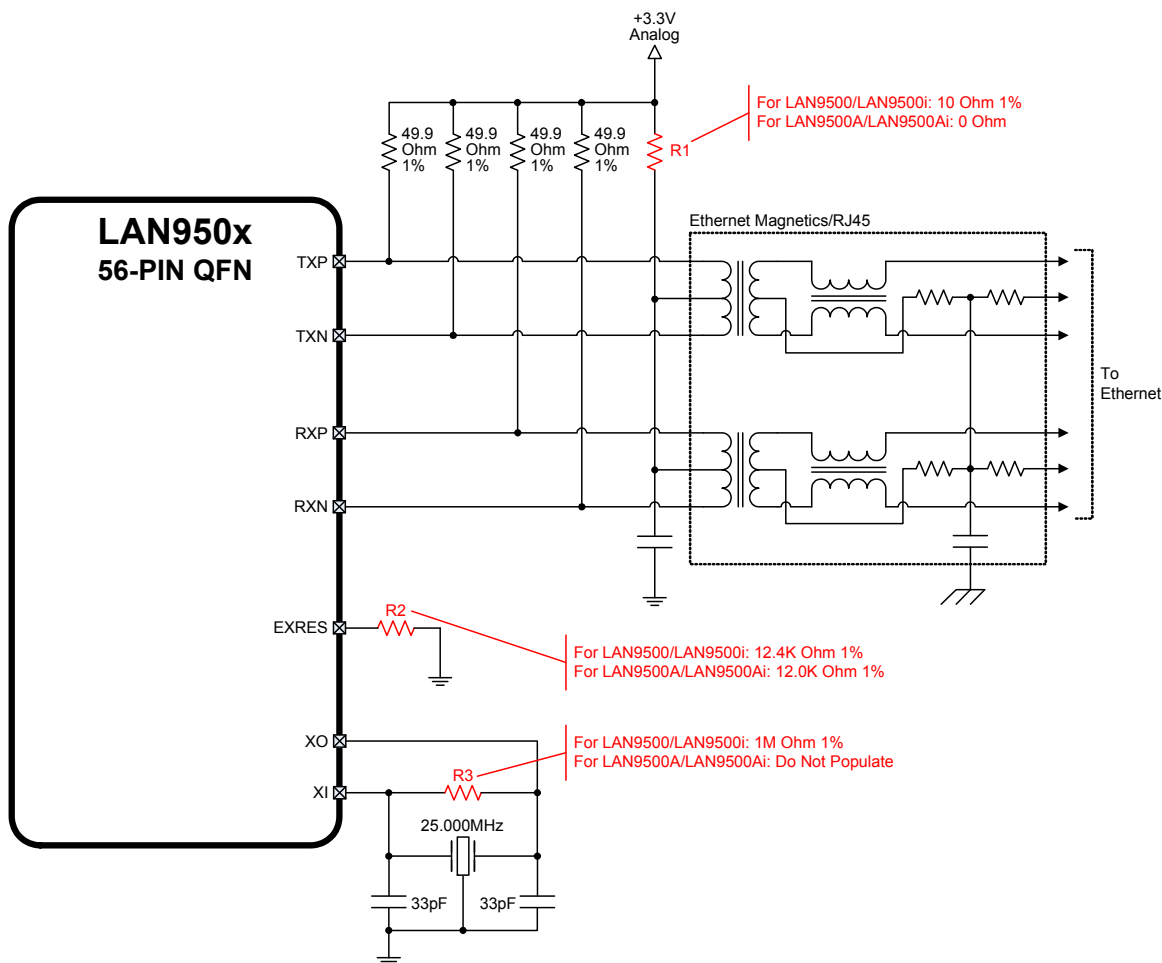 +3.3V
Analog
For LAN9500/LAN9500i: 10 Ohm 1%
For LAN9500A/LAN9500Ai: 0 Ohm
49.9
Ohm
1%
49.9
Ohm
1%
49.9
Ohm
1%
49.9
Ohm
1%
R1
LAN950x
56-PIN QFN
Ethernet Magnetics/RJ45
TXP
TXN
RXP
RXN
To
Ethernet
EXRES
R2
For LAN9500/LAN9500i: 12.4K Ohm 1%
For LAN9500A/LAN9500Ai: 12.0K Ohm 1%
XO
XI
R3
For LAN9500/LAN9500i: 1M Ohm 1%
For LAN9500A/LAN9500Ai: Do Not Populate
25.000MHz
33pF
33pF